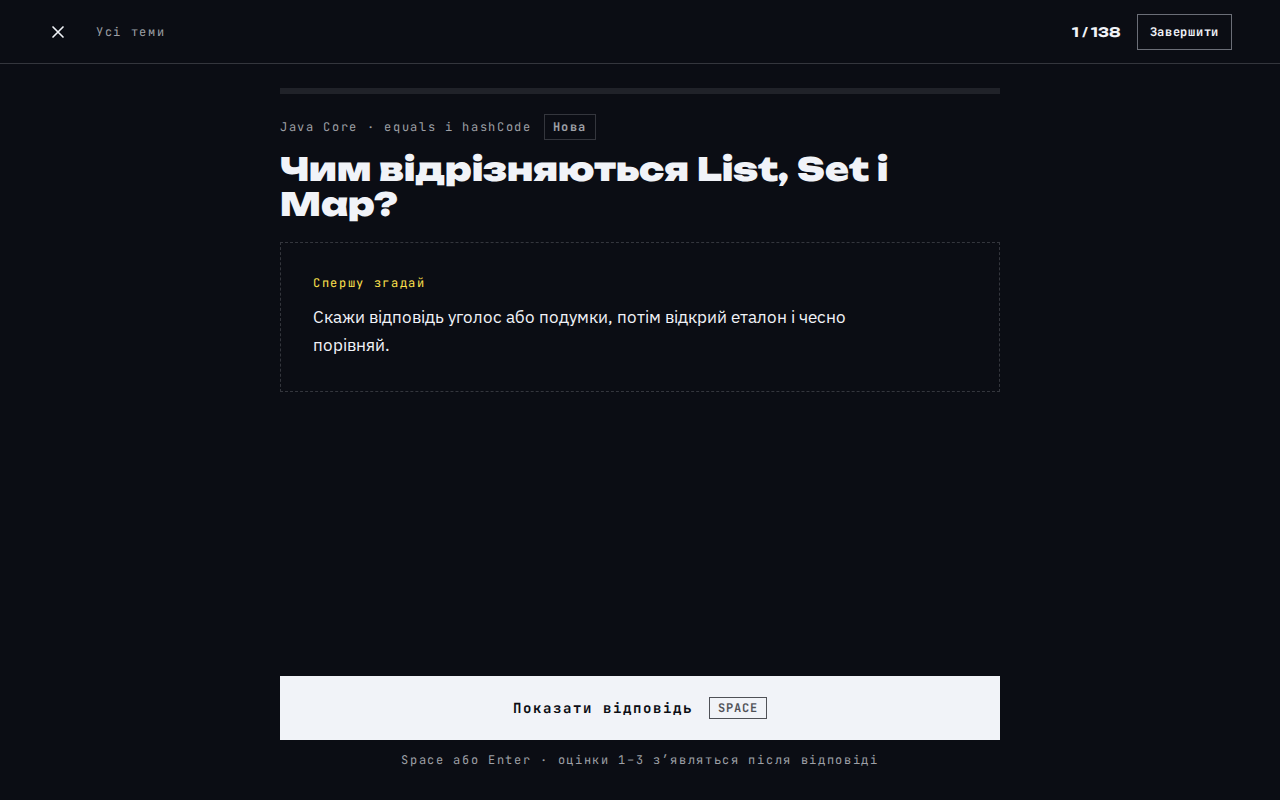 Усі теми
1 / 138
Завершити
Java Core · equals і hashCode
Нова
Чим відрізняються List, Set і
Map?
Спершу згадай
Скажи відповідь уголос або подумки, потім відкрий еталон і чесно
порівняй.
Показати відповідь SPACE
Space або Enter · оцінки 1–3 з’являться після відповіді